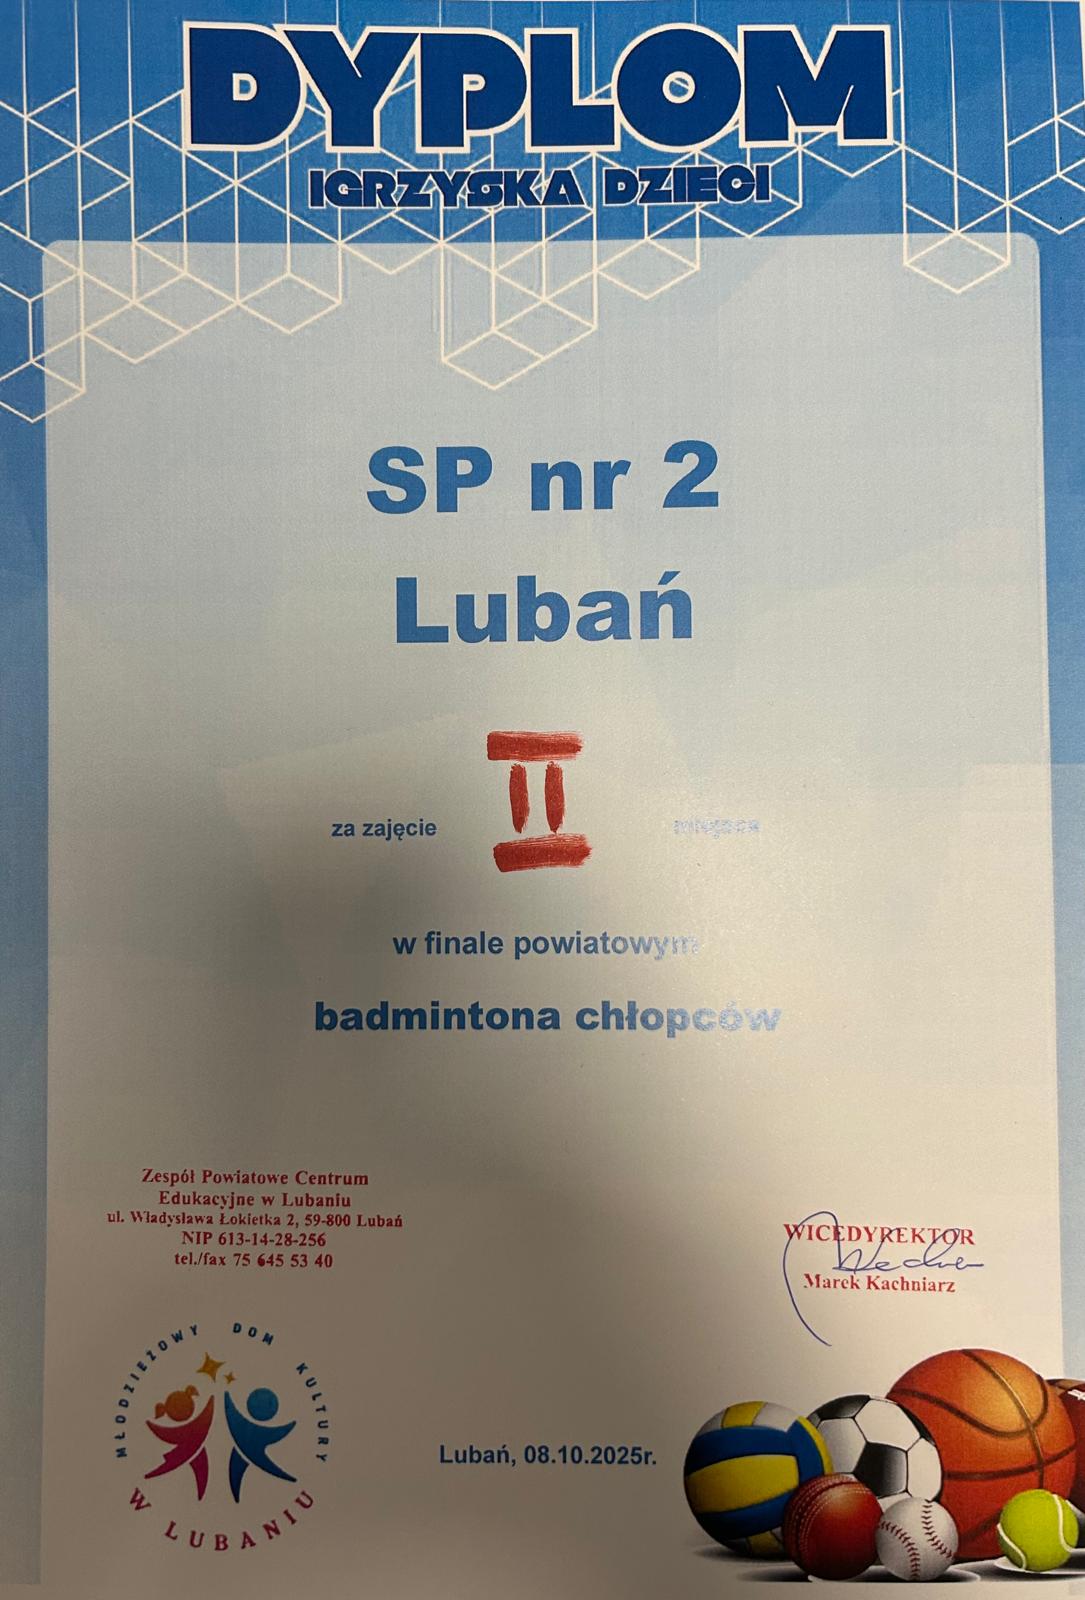 DYPLOM
IGRZYSKA DZIECI
SP nr 2
Lubań
za zajęcie II miejsca
w finale powiatowym
badmintona chłopców
Zespół Powiatowe Centrum
Edukacyjne w Lubaniu
ul. Władysława Łokietka 2, 59-800 Lubań
NIP 613-14-28-256
tel./fax 75 645 53 40
WICEDYREKTOR
Marek Kachniarz
MŁODZIEŻOWY DOM KULTURY
W LUBANIU
Lubań, 08.10.2025r.